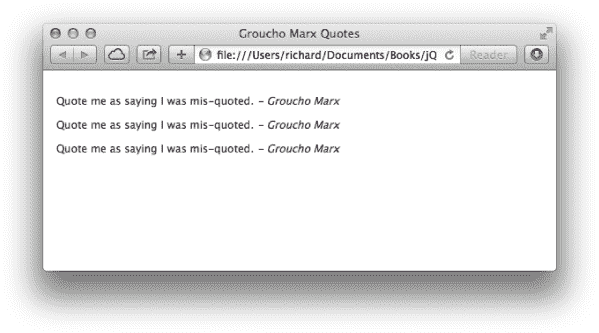 Groucho Marx Quotes
file:///Users/richard/Documents/Books/jQ Reader
Quote me as saying I was mis-quoted. – Groucho Marx
Quote me as saying I was mis-quoted. – Groucho Marx
Quote me as saying I was mis-quoted. – Groucho Marx